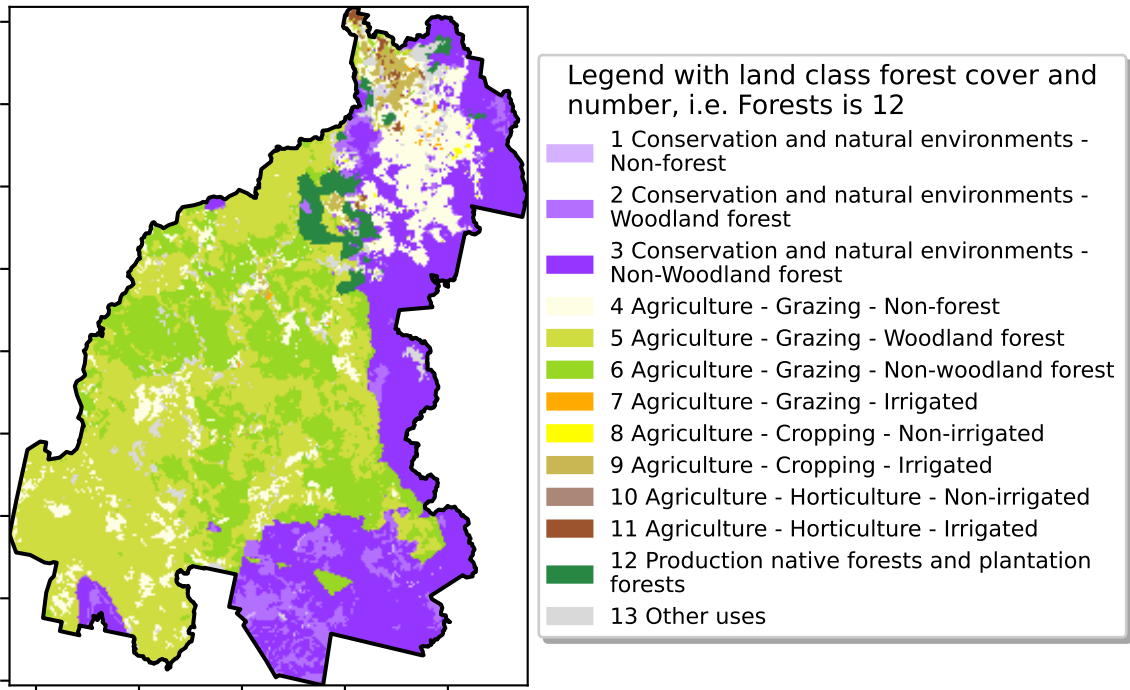 Legend with land class forest cover and
number, i.e. Forests is 12
1 Conservation and natural environments -
Non-forest
2 Conservation and natural environments -
Woodland forest
3 Conservation and natural environments -
Non-Woodland forest
4 Agriculture - Grazing - Non-forest
5 Agriculture - Grazing - Woodland forest
6 Agriculture - Grazing - Non-woodland forest
7 Agriculture - Grazing - Irrigated
8 Agriculture - Cropping - Non-irrigated
9 Agriculture - Cropping - Irrigated
10 Agriculture - Horticulture - Non-irrigated
11 Agriculture - Horticulture - Irrigated
12 Production native forests and plantation
forests
13 Other uses